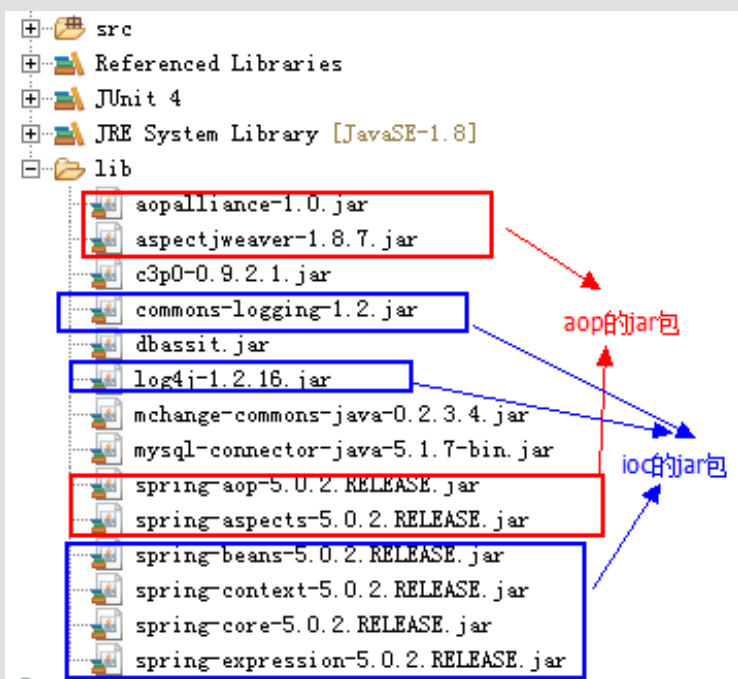 src
Referenced Libraries
JUnit 4
JRE System Library [JavaSE-1.8]
lib
aopalliance-1.0.jar
aspectjweaver-1.8.7.jar
c3p0-0.9.2.1.jar
commons-logging-1.2.jar
dbassit.jar
log4j-1.2.16.jar
mchange-commons-java-0.2.3.4.jar
mysql-connector-java-5.1.7-bin.jar
spring-aop-5.0.2.RELEASE.jar
spring-aspects-5.0.2.RELEASE.jar
spring-beans-5.0.2.RELEASE.jar
spring-context-5.0.2.RELEASE.jar
spring-core-5.0.2.RELEASE.jar
spring-expression-5.0.2.RELEASE.jar
aop的jar包
ioc的jar包